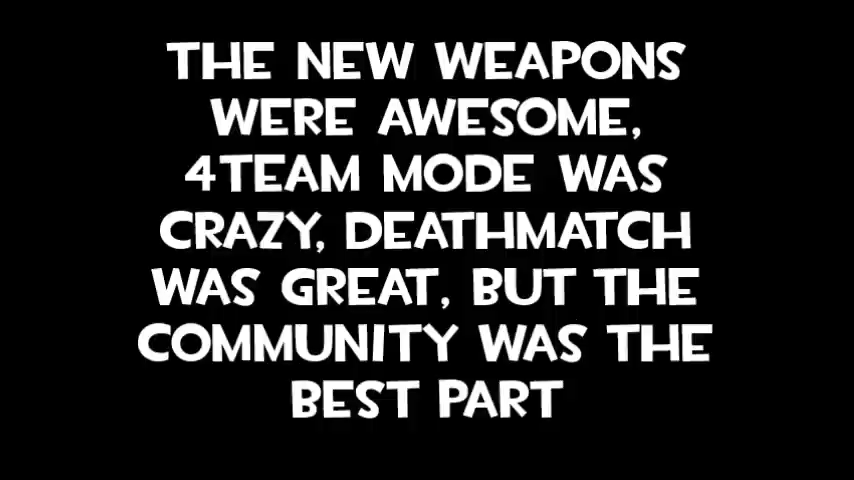 THE NEW WEAPONS
WERE AWESOME,
4TEAM MODE WAS
CRAZY, DEATHMATCH
WAS GREAT, BUT THE
COMMUNITY WAS THE
BEST PART